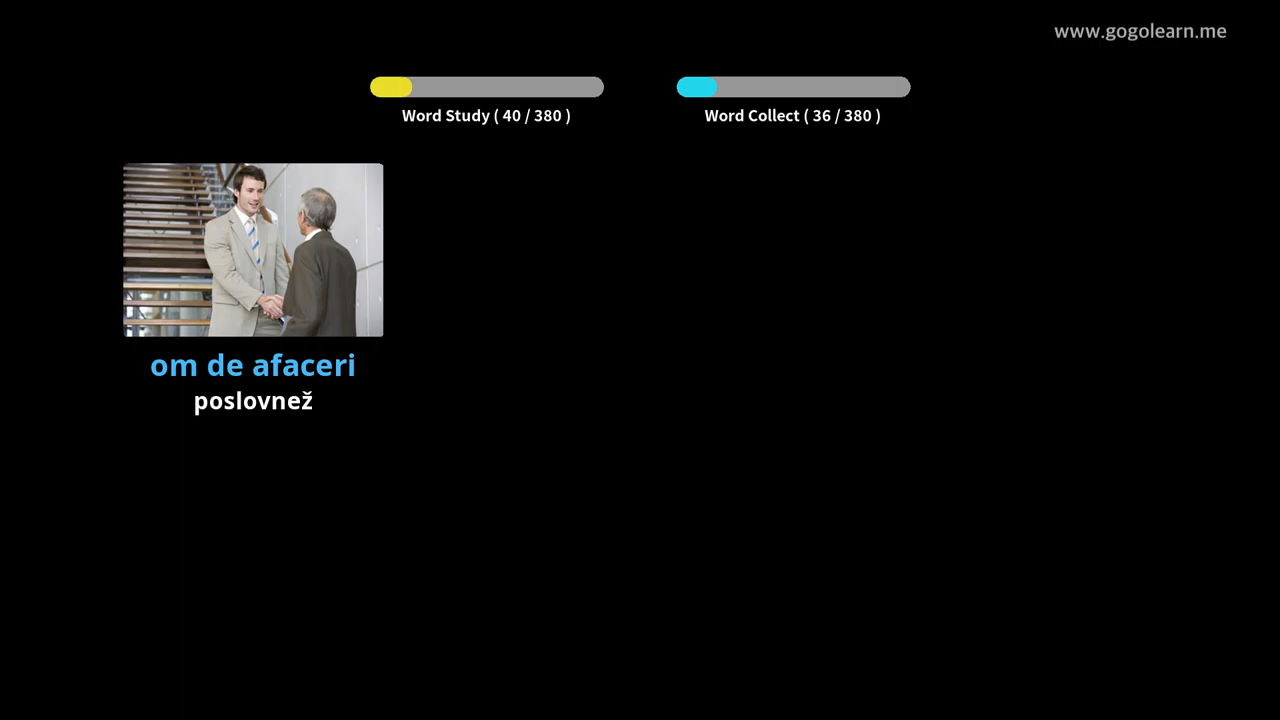 www.gogolearn.me
Word Study ( 40 / 380 )
Word Collect ( 36 / 380 )
om de afaceri
poslovnež